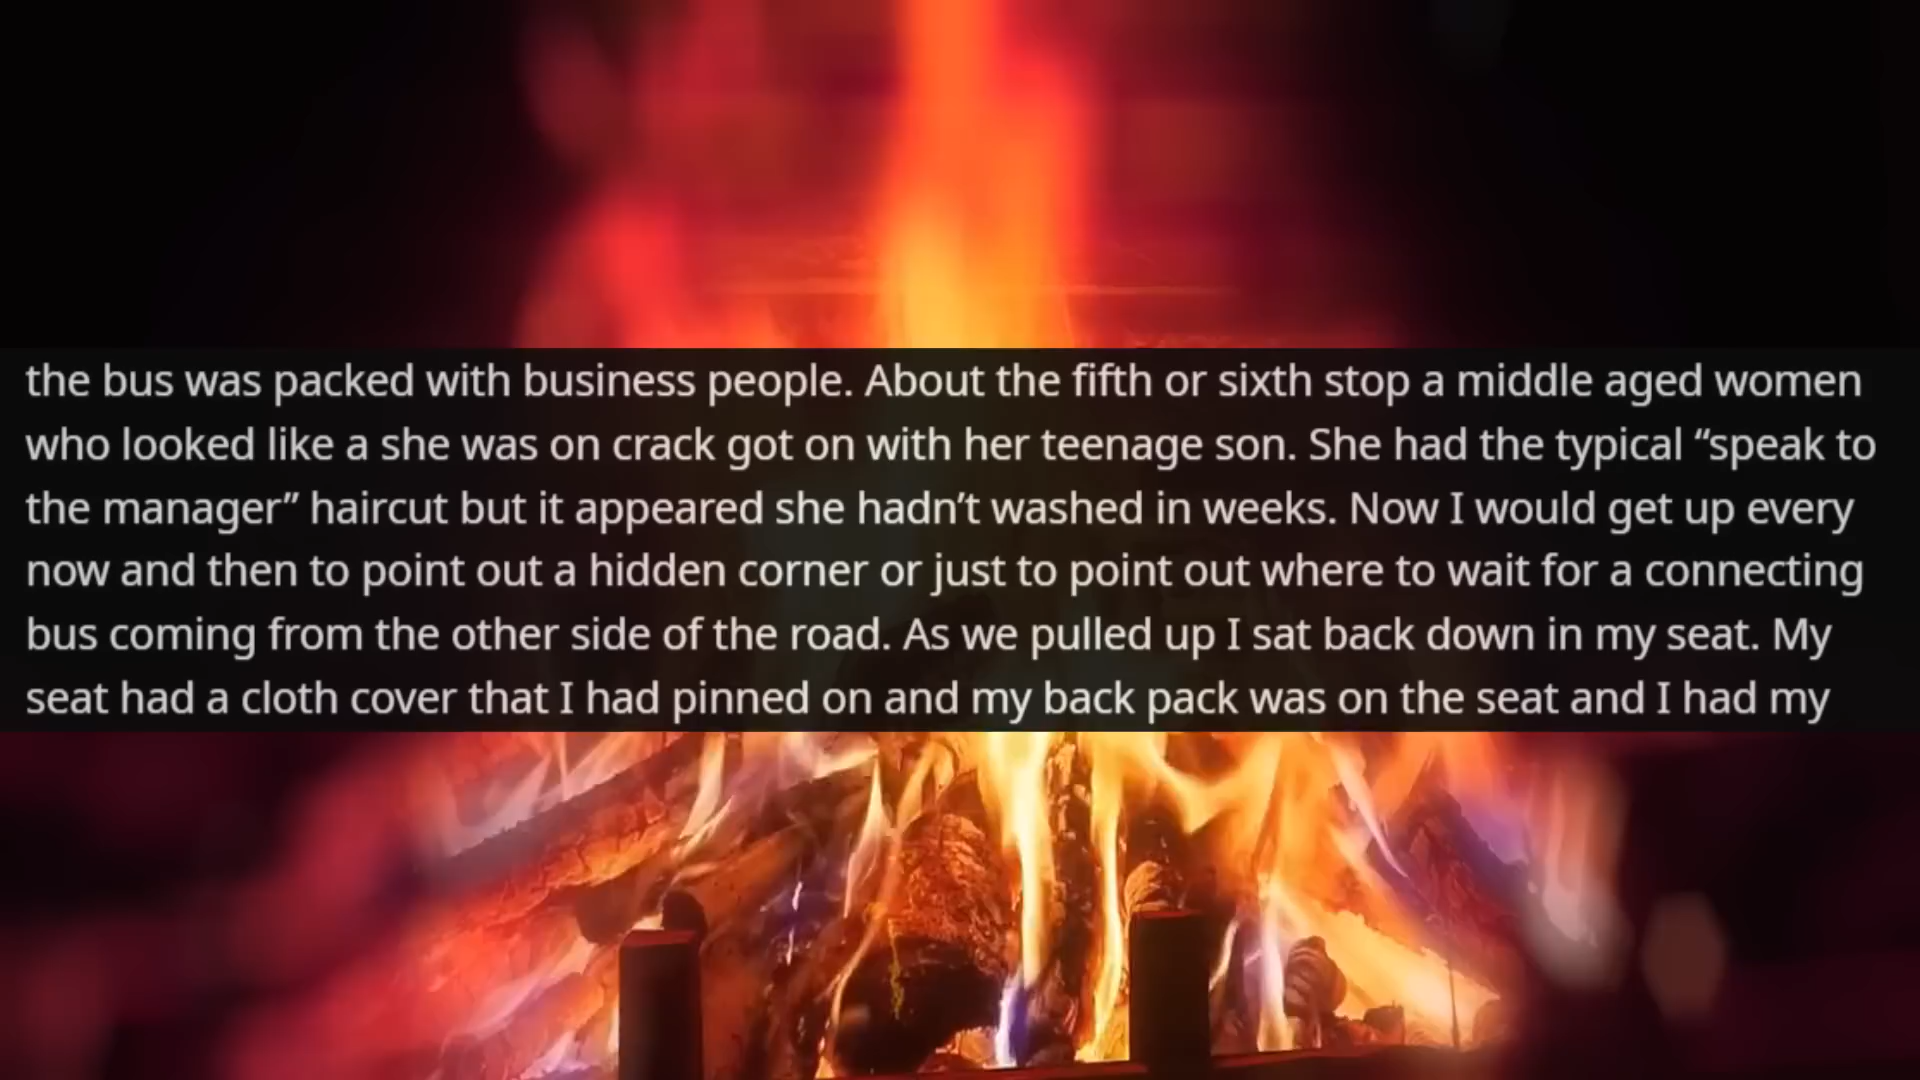 the bus was packed with business people. About the fifth or sixth stop a middle aged women
who looked like a she was on crack got on with her teenage son. She had the typical “speak to
the manager” haircut but it appeared she hadn’t washed in weeks. Now I would get up every
now and then to point out a hidden corner or just to point out where to wait for a connecting
bus coming from the other side of the road. As we pulled up I sat back down in my seat. My
seat had a cloth cover that I had pinned on and my back pack was on the seat and I had my